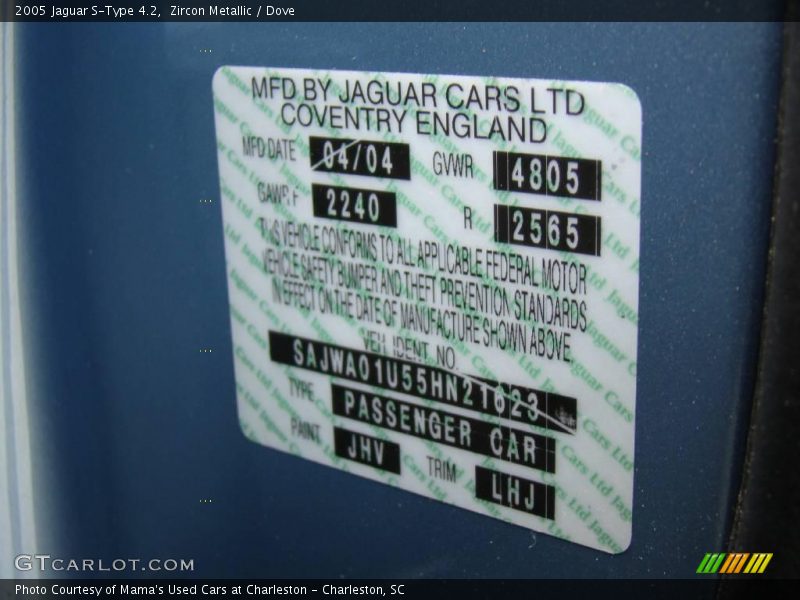 2005 Jaguar S-Type 4.2, Zircon Metallic / Dove
MFD BY JAGUAR CARS LTD
COVENTRY ENGLAND
MFD DATE 04/04 GVWR 4805
GAWR F 2240 R 2565
THIS VEHICLE CONFORMS TO ALL APPLICABLE FEDERAL MOTOR
VEHICLE SAFETY BUMPER AND THEFT PREVENTION STANDARDS
IN EFFECT ON THE DATE OF MANUFACTURE SHOWN ABOVE
VEH IDENT. NO.
SAJWA01U55HN21623
TYPE PASSENGER CAR
PAINT JHV TRIM LHJ
GTCARLOT.COM
Photo Courtesy of Mama's Used Cars at Charleston - Charleston, SC